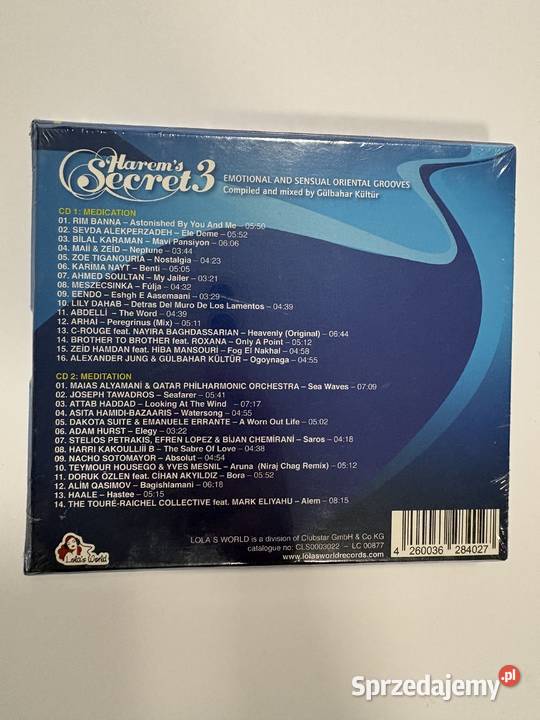 Harem's
Secret 3
EMOTIONAL AND SENSUAL ORIENTAL GROOVES
Compiled and mixed by Gülbahar Kültür
CD 1: MEDICATION
01. RIM BANNA – Astonished By You And Me – 05:50
02. SEVDA ALEKPERZADEH – Ele Deme – 05:52
03. BİLAL KARAMAN – Mavi Pansiyon – 06:06
04. MAII & ZEID – Neptune – 03:44
05. ZOE TIGANOURIA – Nostalgia – 04:23
06. KARIMA NAYT – Benti – 05:05
07. AHMED SOULTAN – My Jailer – 03:21
08. MESZECSINKA – Fúlja – 04:32
09. EENDO – Eshgh E Aasemaani – 03:29
10. LILY DAHAB – Detras Del Muro De Los Lamentos – 04:39
11. ABDELLİ – The Word – 04:39
12. ARHAI – Peregrinus (Mix) – 05:11
13. C-ROUGE feat. NAYIRA BAGHDASSARIAN – Heavenly (Original) – 06:44
14. BROTHER TO BROTHER feat. ROXANA – Only A Point – 05:12
15. ZEID HAMDAN feat HİBA MANSOURI – Fog El Nakhal – 04:58
16. ALEXANDER JUNG & GÜLBAHAR KÜLTÜR – Ogoynaga – 04:55
CD 2: MEDITATION
01. MAIAS ALYAMANI & QATAR PHILHARMONIC ORCHESTRA – Sea Waves – 07:09
02. JOSEPH TAWADROS – Seafarer – 05:41
03. ATTAB HADDAD – Looking At The Wind – 07:17
04. ASITA HAMIDI-BAZAARIS – Watersong – 04:55
05. DAKOTA SUITE & EMANUELE ERRANTE – A Worn Out Life – 05:02
06. ADAM HURST – Elegy – 03:22
07. STELIOS PETRAKIS, EFREN LOPEZ & BİJAN CHEMİRANİ – Saros – 04:18
08. HARRI KAKOULLİİ B – The Sabre Of Love – 04:38
09. NACHO SOTOMAYOR – Absolut – 04:54
10. TEYMOUR HOUSEGO & YVES MESNIL – Aruna (Niraj Chag Remix) – 05:12
11. DORUK ÖZLEN feat. CİHAN AKYILDIZ – Bora – 05:52
12. ALİM QASIMOV – Bagishlamani – 06:18
13. HAALE – Hastee – 05:15
14. THE TOURÉ-RAICHEL COLLECTIVE feat. MARK ELIYAHU – Alem – 08:15
Lola's World
LOLA´S WORLD is a division of Clubstar GmbH & Co KG
catalogue no: CLS0003022 – LC 00877
www.lolasworldrecords.com
4 260036 284027
Sprzedajemy.pl